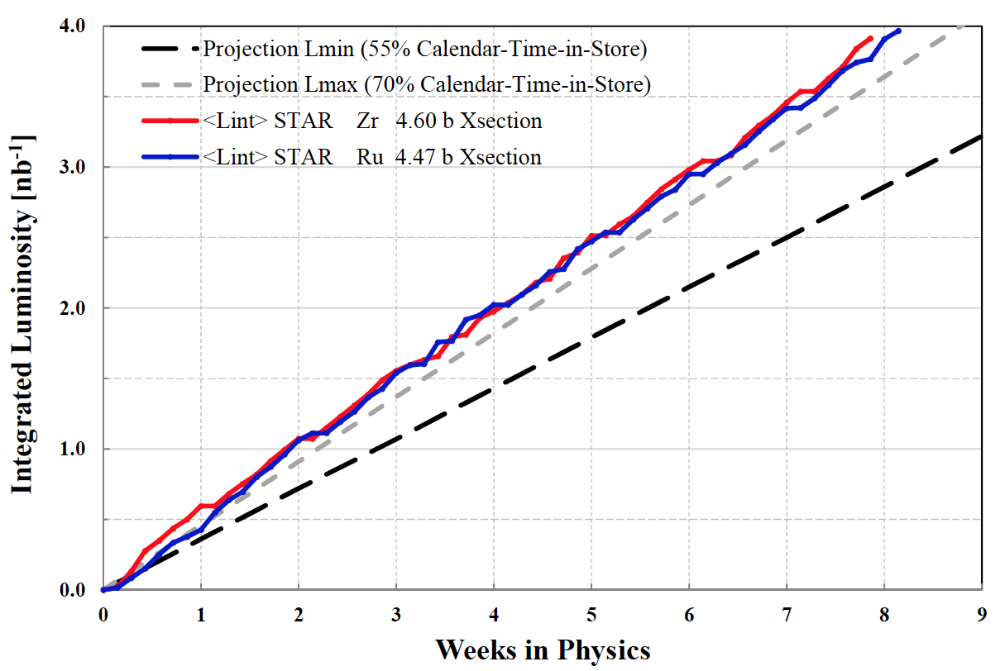 4.0
Projection Lmin (55% Calendar-Time-in-Store)
Projection Lmax (70% Calendar-Time-in-Store)
<Lint> STAR Zr 4.60 b Xsection
<Lint> STAR Ru 4.47 b Xsection
3.0
2.0
1.0
0.0
Integrated Luminosity [nb⁻¹]
0 1 2 3 4 5 6 7 8 9
Weeks in Physics